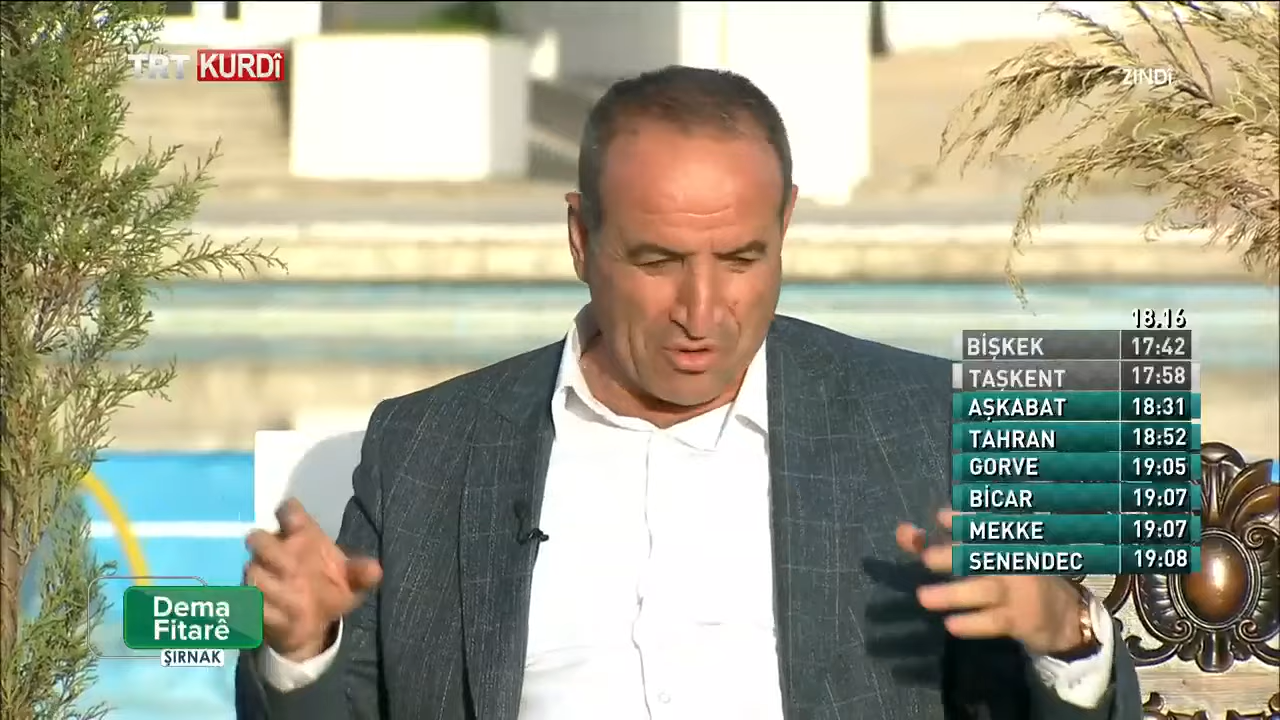 TRT KURDÎ
ZINDÎ
18.16
BİŞKEK 17:42
TAŞKENT 17:58
AŞKABAT 18:31
TAHRAN 18:52
GORVE 19:05
BİCAR 19:07
MEKKE 19:07
SENENDEC 19:08
Dema
Fitarê
ŞIRNAK